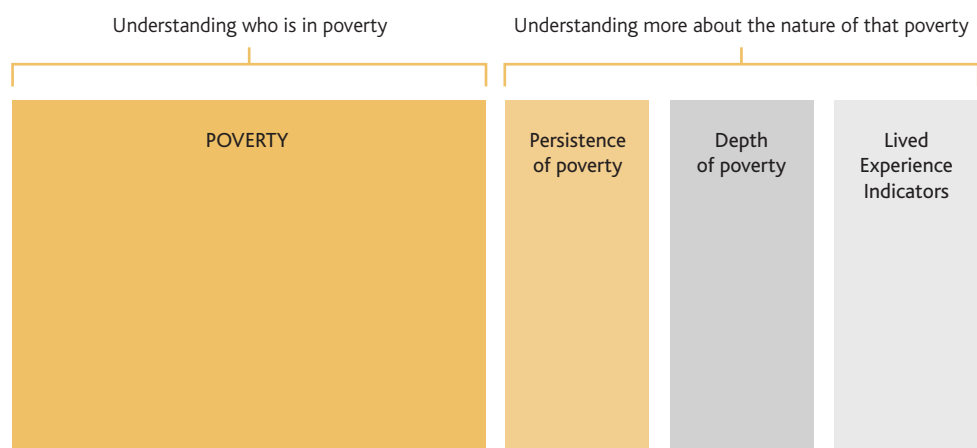 Understanding who is in poverty
Understanding more about the nature of that poverty
POVERTY
Persistence
of poverty
Depth
of poverty
Lived
Experience
Indicators